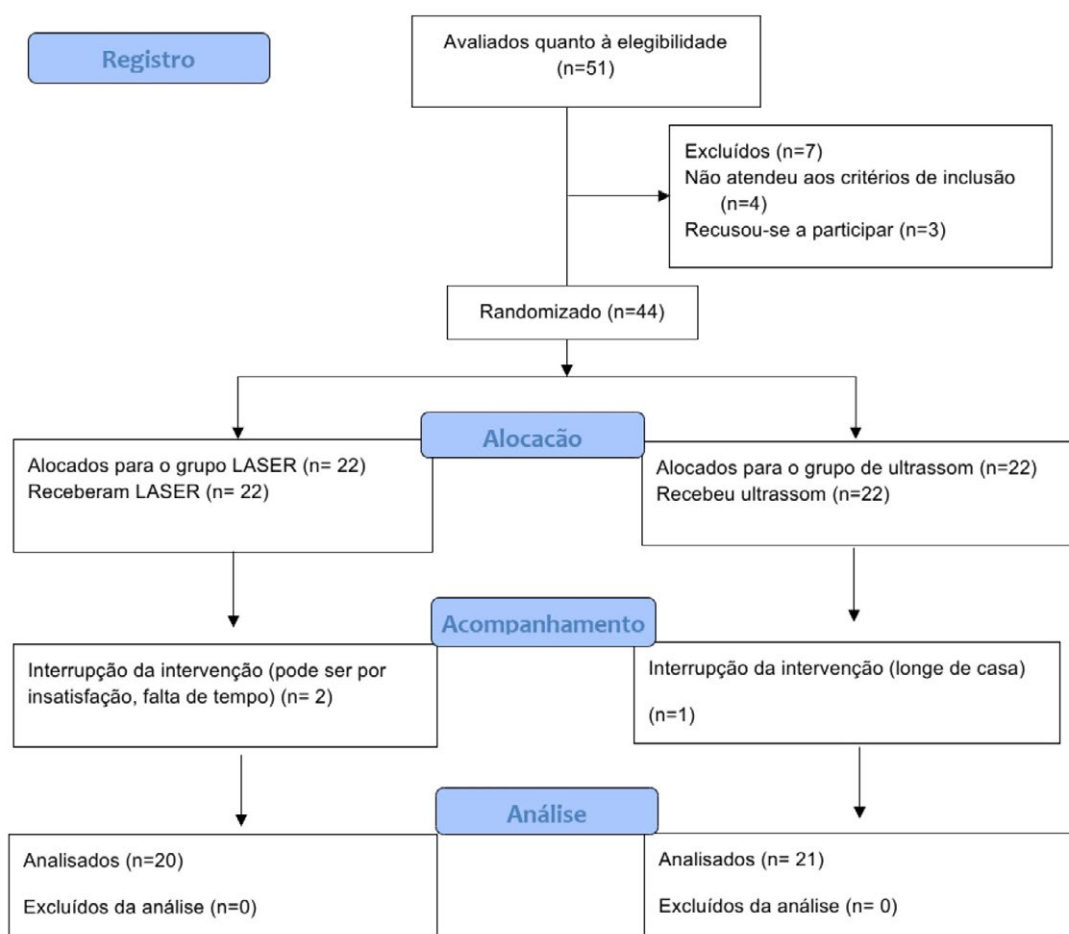 Registro
Avaliados quanto à elegibilidade
(n=51)
Excluídos (n=7)
Não atendeu aos critérios de inclusão
(n=4)
Recusou-se a participar (n=3)
Randomizado (n=44)
Alocacão
Alocados para o grupo LASER (n= 22)
Receberam LASER (n= 22)
Alocados para o grupo de ultrassom (n=22)
Recebeu ultrassom (n=22)
Acompanhamento
Interrupção da intervenção (pode ser por
insatisfação, falta de tempo) (n= 2)
Interrupção da intervenção (longe de casa)
(n=1)
Análise
Analisados (n=20)
Excluídos da análise (n=0)
Analisados (n= 21)
Excluídos da análise (n= 0)